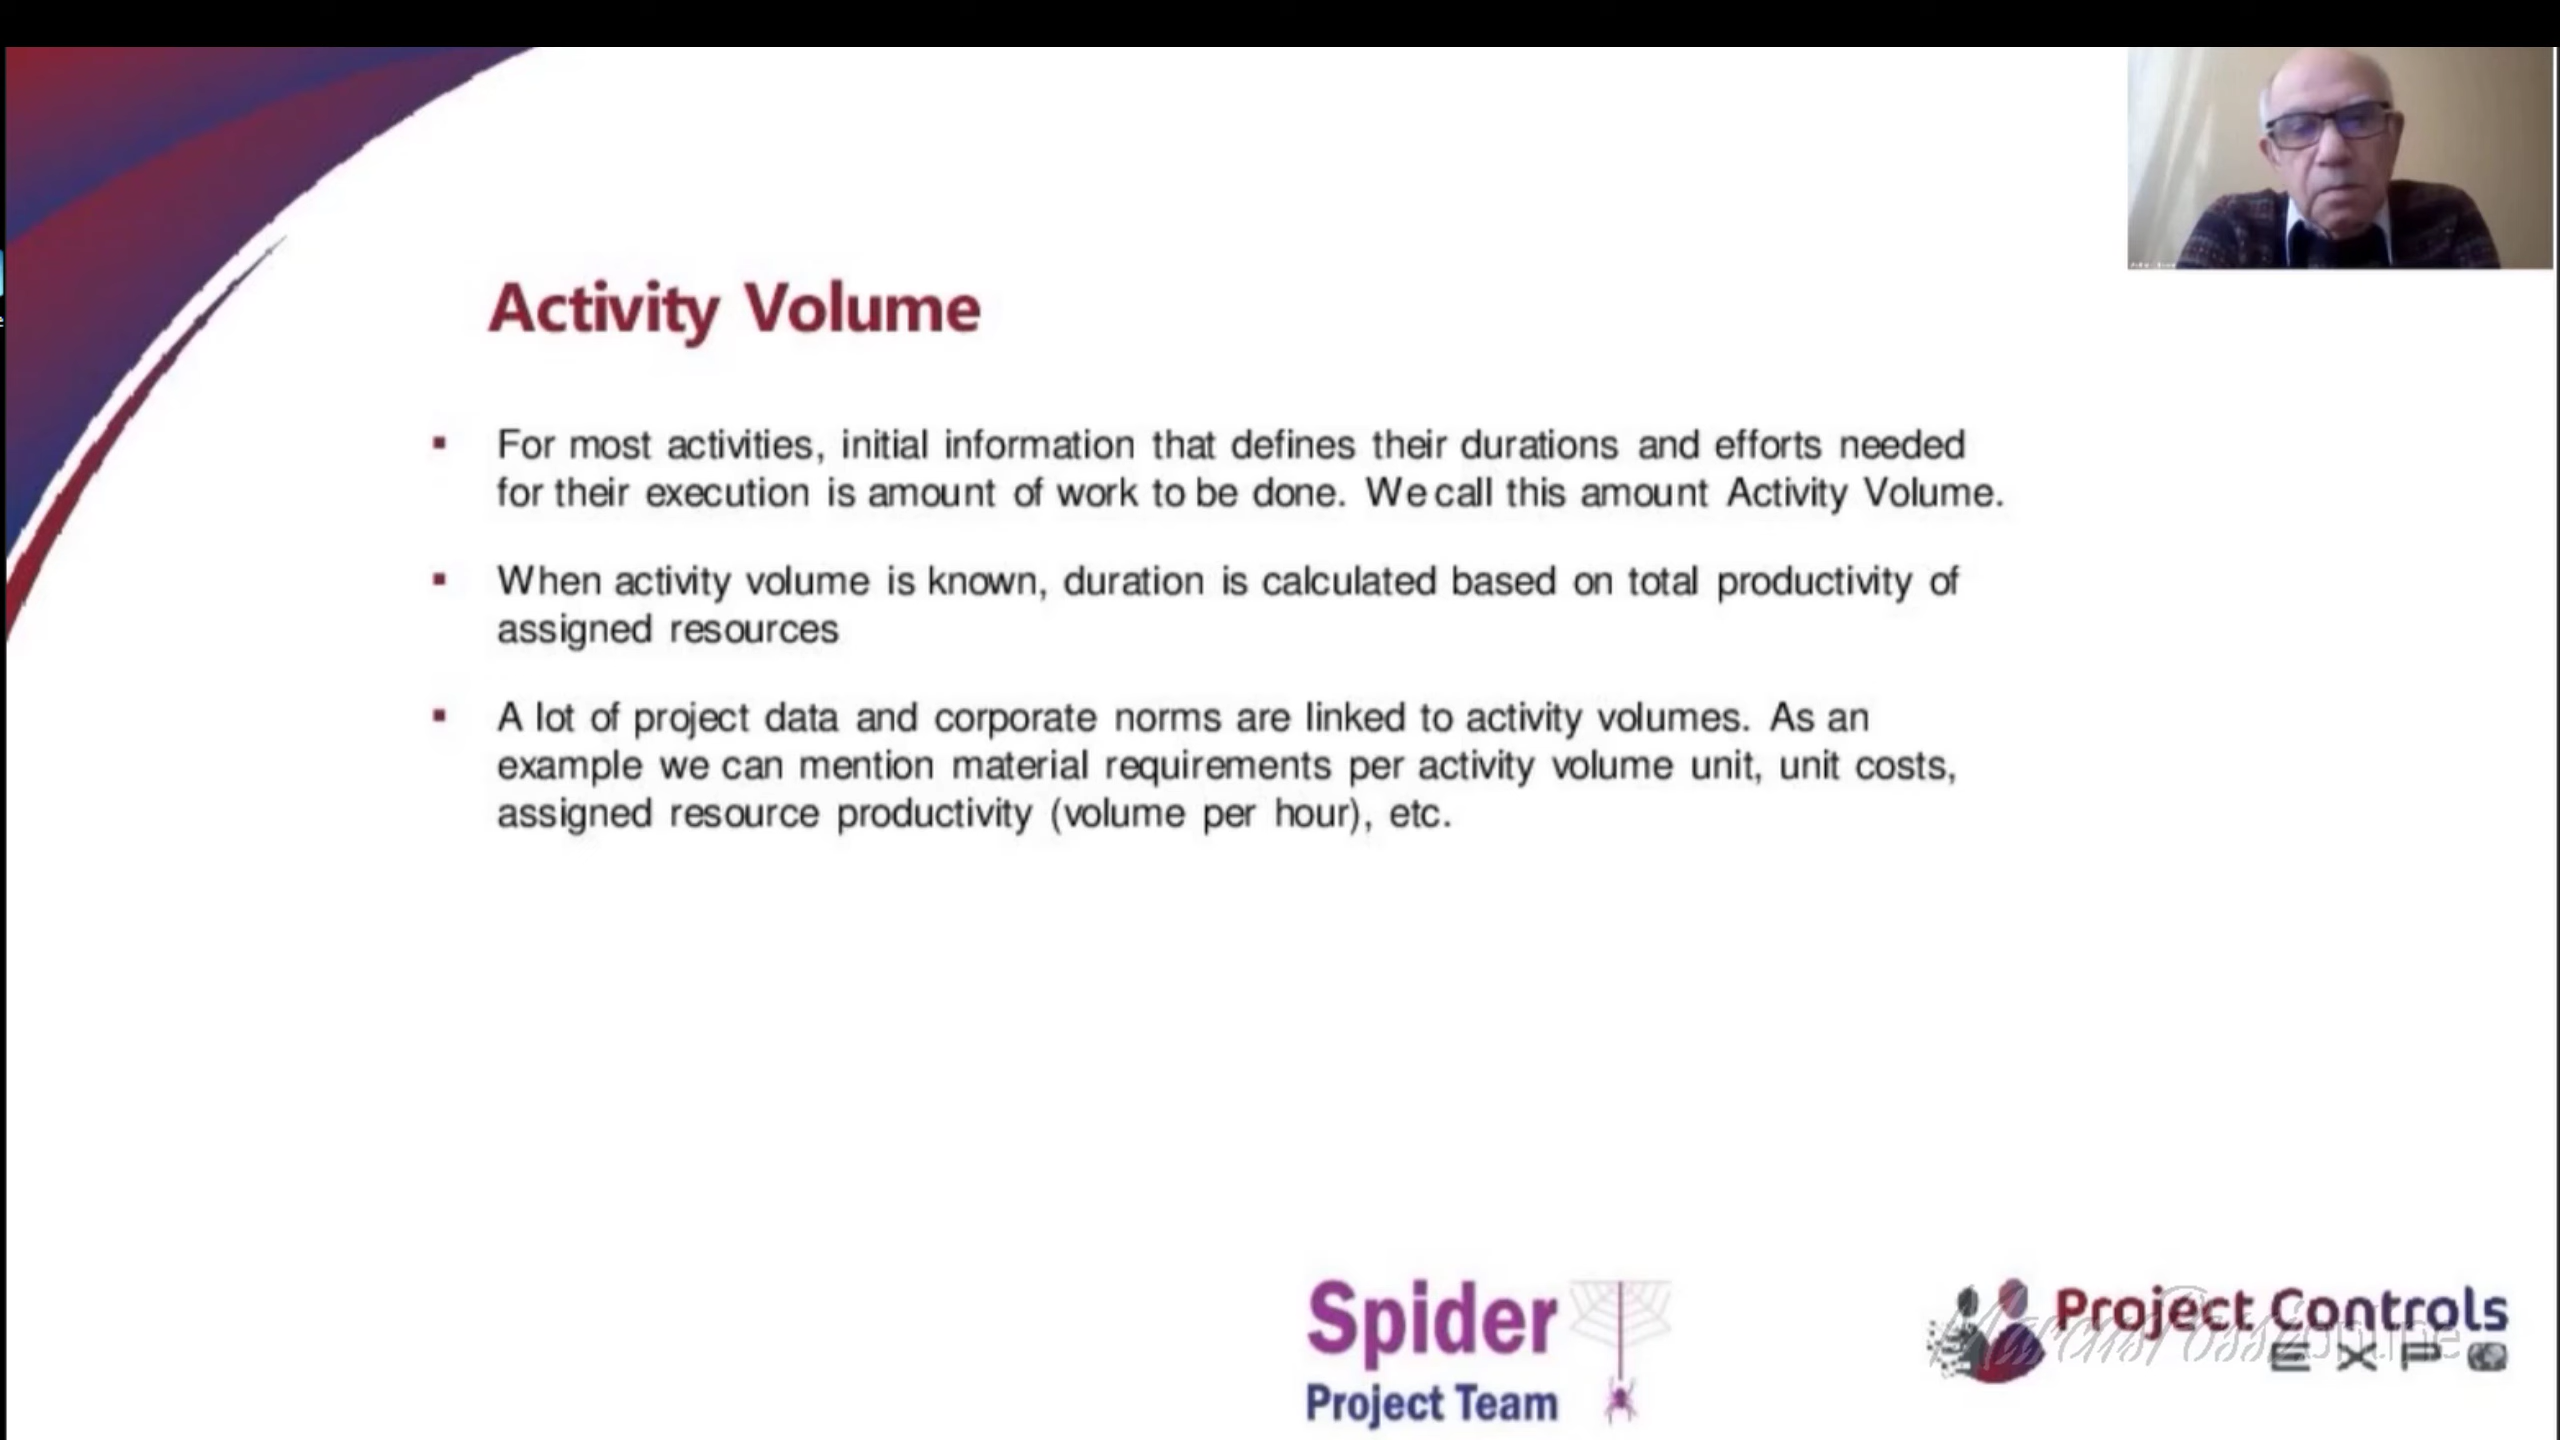 Activity Volume
▪ For most activities, initial information that defines their durations and efforts needed
for their execution is amount of work to be done. We call this amount Activity Volume.
▪ When activity volume is known, duration is calculated based on total productivity of
assigned resources
▪ A lot of project data and corporate norms are linked to activity volumes. As an
example we can mention material requirements per activity volume unit, unit costs,
assigned resource productivity (volume per hour), etc.
Spider
Project Team
Project Controls
EXPO